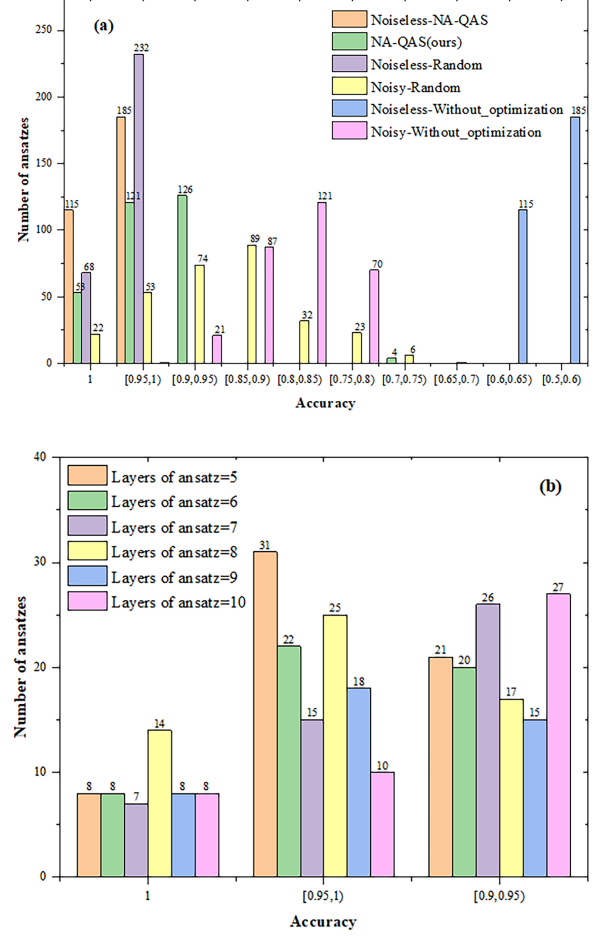 (a)
Noiseless-NA-QAS
NA-QAS(ours)
Noiseless-Random
Noisy-Random
Noiseless-Without_optimization
Noisy-Without_optimization
Number of ansatzes
250
200
150
100
50
0
115 53 68 22
185 121 232 53
126 74 21
89 87
32 121
23 70
4 6
115
185
1 [0.95,1) [0.9,0.95) [0.85,0.9) [0.8,0.85) [0.75,0.8) [0.7,0.75) [0.65,0.7) [0.6,0.65) [0.5,0.6)
Accuracy
(b)
Layers of ansatz=5
Layers of ansatz=6
Layers of ansatz=7
Layers of ansatz=8
Layers of ansatz=9
Layers of ansatz=10
Number of ansatzes
40
30
20
10
0
8 8 7 14 8 8
31 22 15 25 18 10
21 20 26 17 15 27
1 [0.95,1) [0.9,0.95)
Accuracy